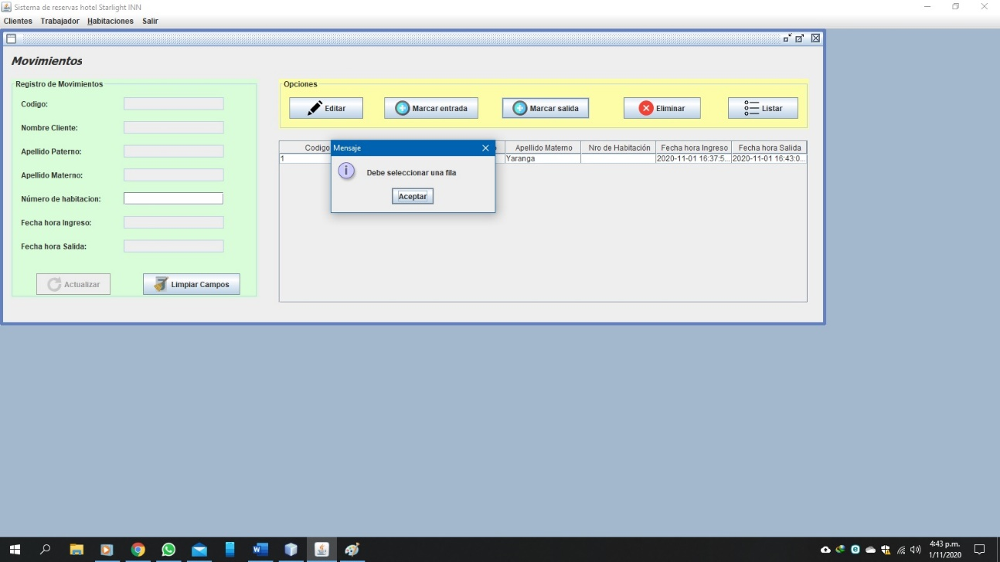 Sistema de reservas hotel Starlight INN
Clientes Trabajador Habitaciones Salir
Movimientos
Registro de Movimientos
Codigo:
Nombre Cliente:
Apellido Paterno:
Apellido Materno:
Número de habitacion:
Fecha hora Ingreso:
Fecha hora Salida:
Actualizar Limpiar Campos
Opciones
Editar Marcar entrada Marcar salida Eliminar Listar
Codigo Apellido Materno Nro de Habitación Fecha hora Ingreso Fecha hora Salida
1 Yaranga 2020-11-01 16:37:5... 2020-11-01 16:43:0...
Mensaje
Debe seleccionar una fila
Aceptar
4:43 p.m.
1/11/2020